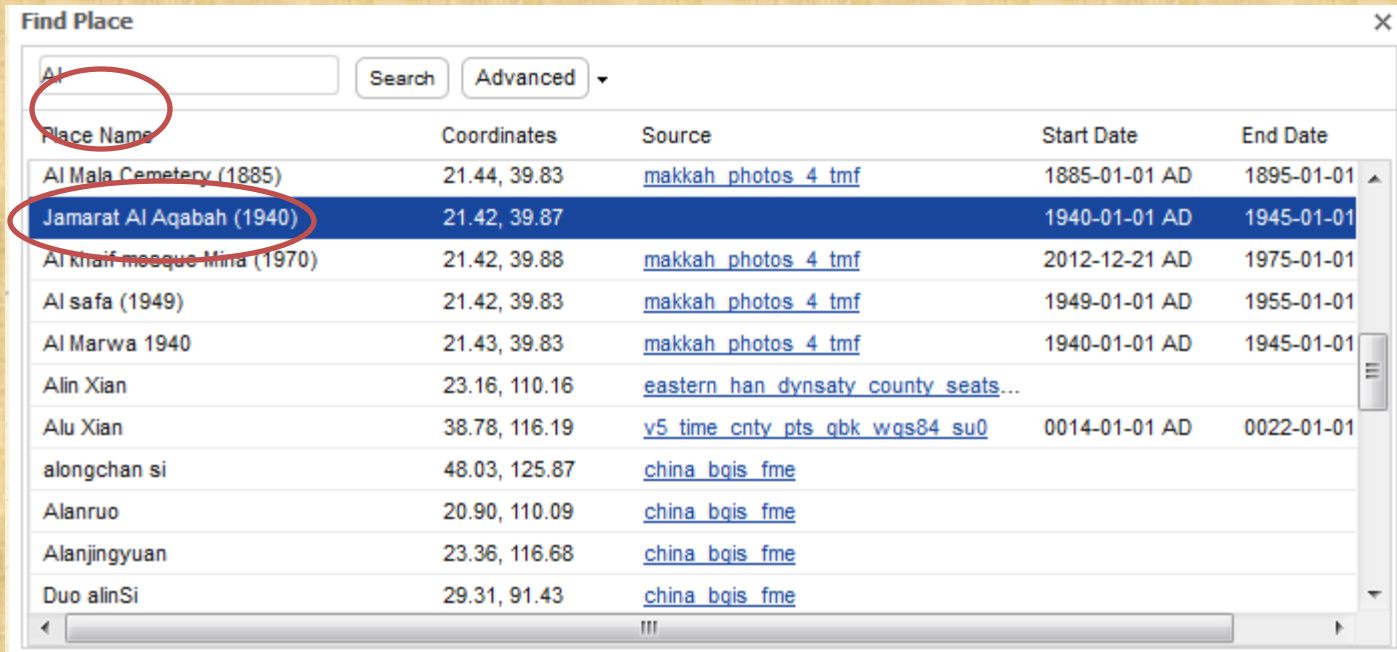 Find Place
Al Search Advanced
Place Name Coordinates Source Start Date End Date
Al Mala Cemetery (1885) 21.44, 39.83 makkah_photos_4_tmf 1885-01-01 AD 1895-01-01
Jamarat Al Aqabah (1940) 21.42, 39.87 1940-01-01 AD 1945-01-01
Al khaif mosque Mina (1970) 21.42, 39.88 makkah_photos_4_tmf 2012-12-21 AD 1975-01-01
Al safa (1949) 21.42, 39.83 makkah_photos_4_tmf 1949-01-01 AD 1955-01-01
Al Marwa 1940 21.43, 39.83 makkah_photos_4_tmf 1940-01-01 AD 1945-01-01
Alin Xian 23.16, 110.16 eastern_han_dynsaty_county_seats...
Alu Xian 38.78, 116.19 v5_time_cnty_pts_gbk_wgs84_su0 0014-01-01 AD 0022-01-01
alongchan si 48.03, 125.87 china_bgis_fme
Alanruo 20.90, 110.09 china_bgis_fme
Alanjingyuan 23.36, 116.68 china_bgis_fme
Duo alinSi 29.31, 91.43 china_bgis_fme